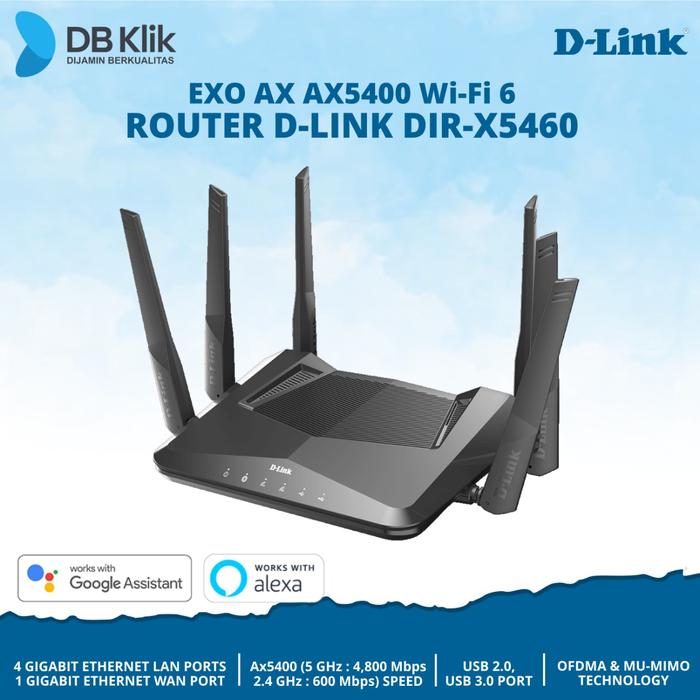 DB Klik
DIJAMIN BERKUALITAS
D-Link
EXO AX AX5400 Wi-Fi 6
ROUTER D-LINK DIR-X5460
D-Link
D-Link
works with
Google Assistant
WORKS WITH
alexa
4 GIGABIT ETHERNET LAN PORTS
1 GIGABIT ETHERNET WAN PORT
Ax5400 (5 GHz : 4,800 Mbps
2.4 GHz : 600 Mbps) SPEED
USB 2.0,
USB 3.0 PORT
OFDMA & MU-MIMO
TECHNOLOGY